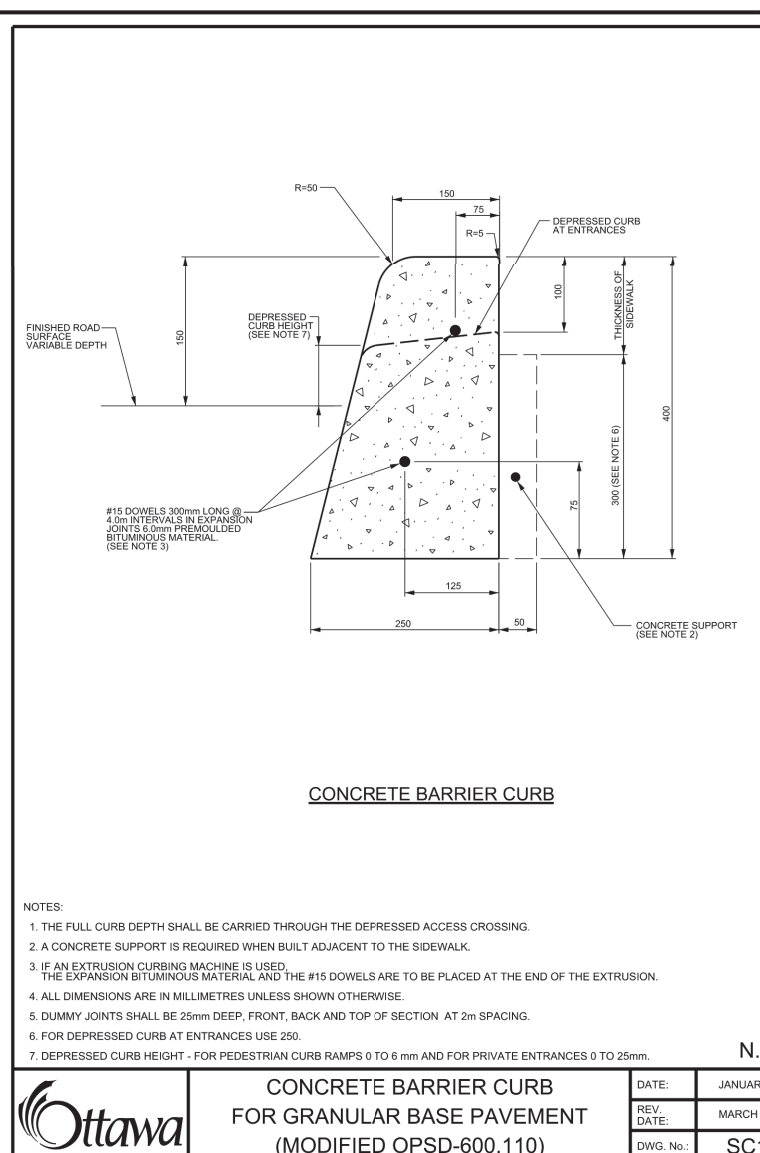 R=50
150
75
R=5
DEPRESSED CURB
AT ENTRANCES
FINISHED ROAD
SURFACE
VARIABLE DEPTH
150
DEPRESSED
CURB HEIGHT
(SEE NOTE 7)
100
THICKNESS OF
SIDEWALK
400
300 (SEE NOTE 6)
75
#15 DOWELS 300mm LONG @
4.0m INTERVALS IN EXPANSION
JOINTS 6.0mm PREMOULDED
BITUMINOUS MATERIAL.
(SEE NOTE 3)
125
250
50
CONCRETE SUPPORT
(SEE NOTE 2)
CONCRETE BARRIER CURB
NOTES:
1. THE FULL CURB DEPTH SHALL BE CARRIED THROUGH THE DEPRESSED ACCESS CROSSING.
2. A CONCRETE SUPPORT IS REQUIRED WHEN BUILT ADJACENT TO THE SIDEWALK.
3. IF AN EXTRUSION CURBING MACHINE IS USED,
THE EXPANSION BITUMINOUS MATERIAL AND THE #15 DOWELS ARE TO BE PLACED AT THE END OF THE EXTRUSION.
4. ALL DIMENSIONS ARE IN MILLIMETRES UNLESS SHOWN OTHERWISE.
5. DUMMY JOINTS SHALL BE 25mm DEEP, FRONT, BACK AND TOP OF SECTION AT 2m SPACING.
6. FOR DEPRESSED CURB AT ENTRANCES USE 250.
7. DEPRESSED CURB HEIGHT - FOR PEDESTRIAN CURB RAMPS 0 TO 6 mm AND FOR PRIVATE ENTRANCES 0 TO 25mm.
N.
Ottawa
CONCRETE BARRIER CURB
FOR GRANULAR BASE PAVEMENT
(MODIFIED OPSD-600.110)
DATE:
JANUAR
REV.
DATE:
MARCH
DWG. No.:
SC1